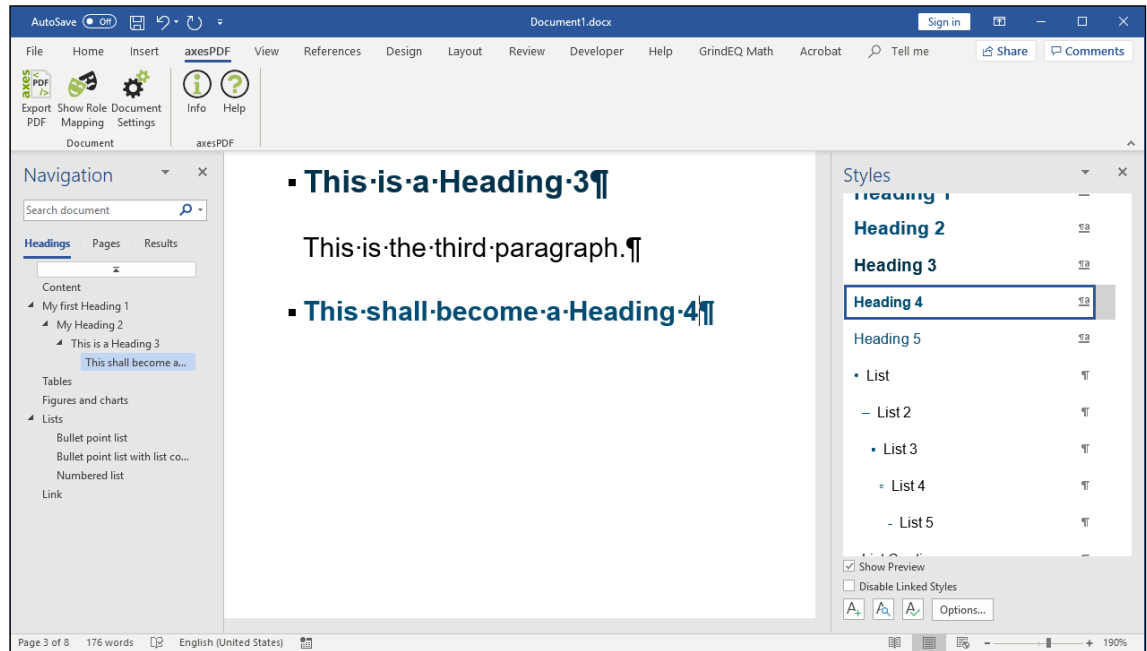 AutoSave Off Document1.docx Sign in
File Home Insert axesPDF View References Design Layout Review Developer Help GrindEQ Math Acrobat Tell me Share Comments
axes PDF
Export PDF
Show Role Mapping
Document Settings
Info
Help
Document
axesPDF
Navigation
Search document
Headings Pages Results
Content
My first Heading 1
My Heading 2
This is a Heading 3
This shall become a...
Tables
Figures and charts
Lists
Bullet point list
Bullet point list with list co...
Numbered list
Link
▪ This·is·a·Heading·3¶
This·is·the·third·paragraph.¶
▪ This·shall·become·a·Heading·4¶
Styles
Heading 1
Heading 2
Heading 3
Heading 4
Heading 5
• List
– List 2
▪ List 3
◦ List 4
- List 5
Show Preview
Disable Linked Styles
Options...
Page 3 of 8 176 words English (United States) 190%